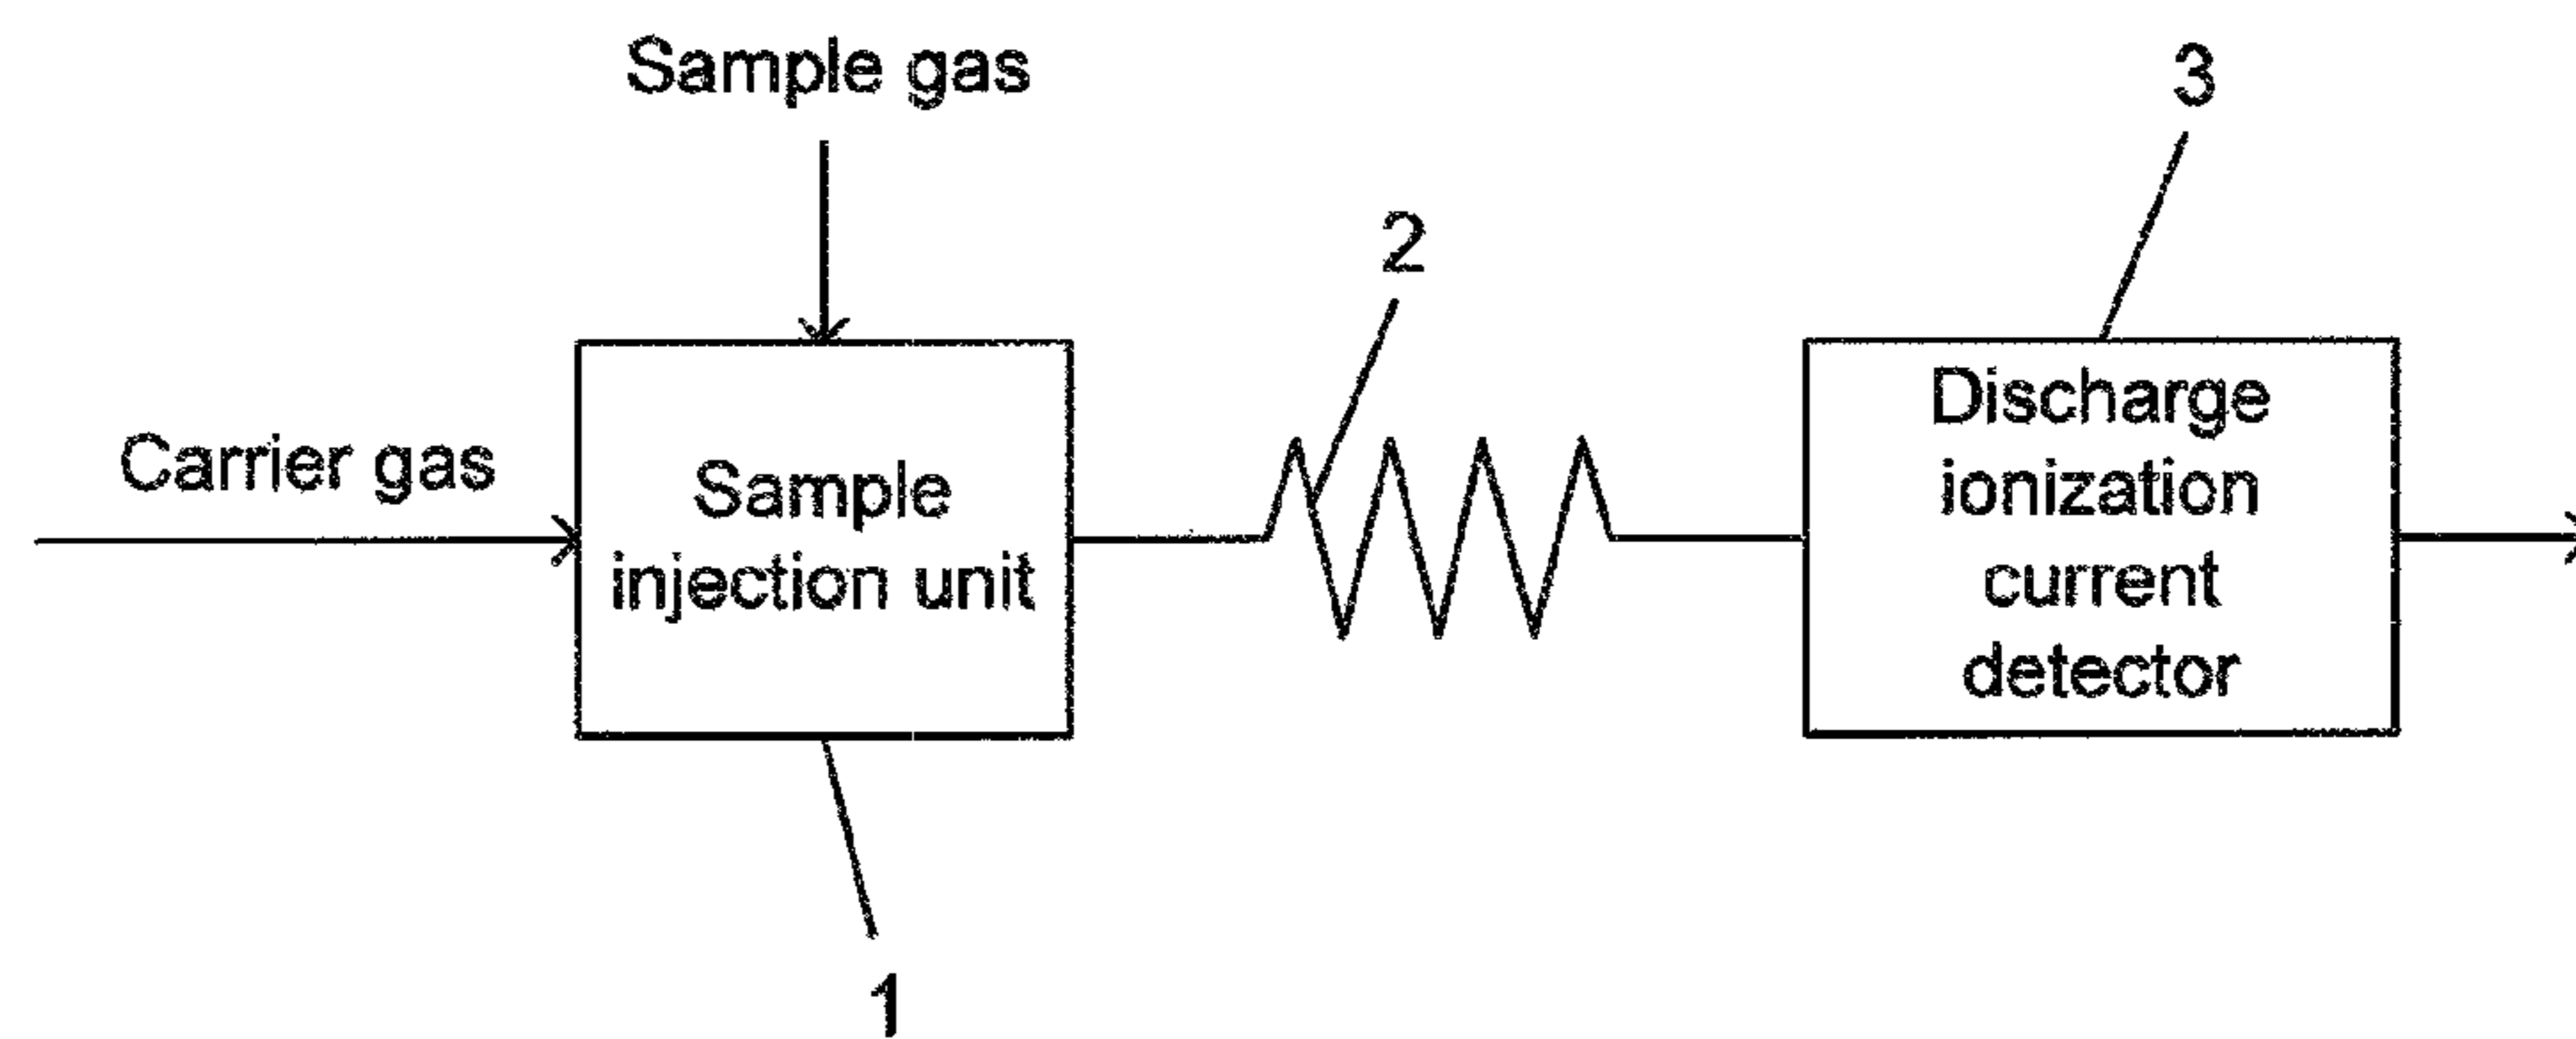 Sample gas
3
2
Carrier gas
Sample
injection unit
Discharge
ionization
current
detector
1